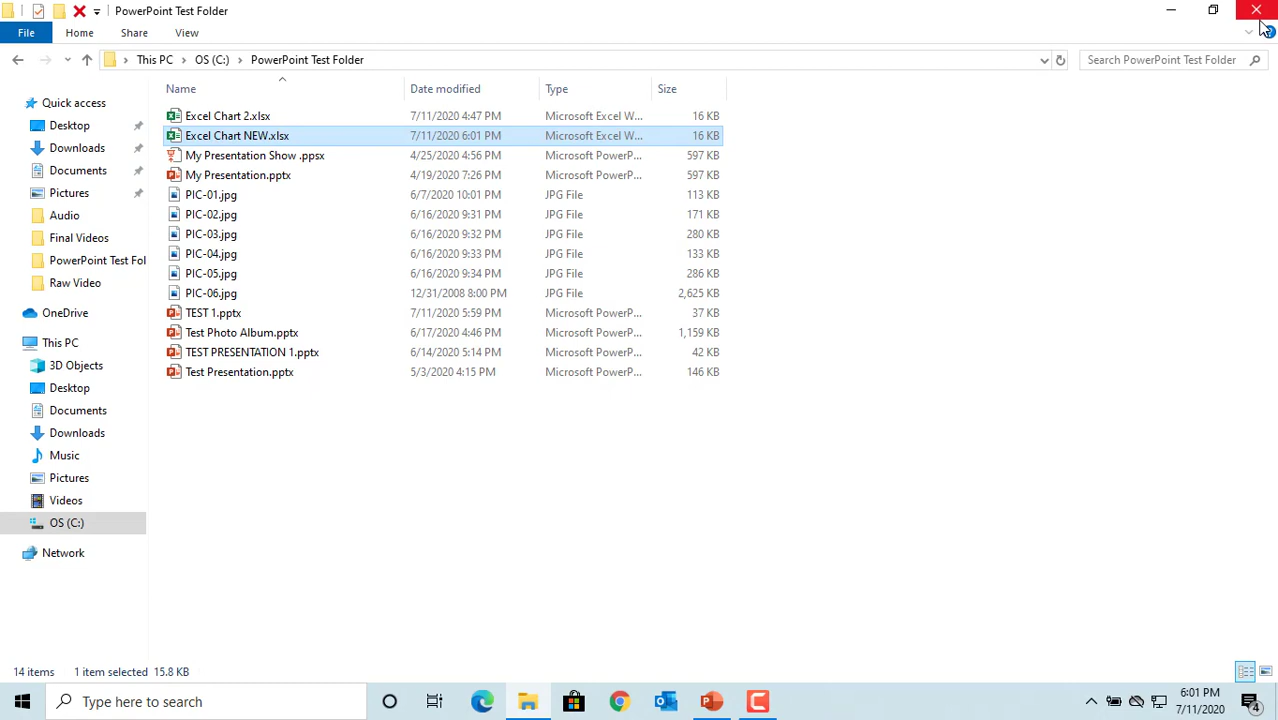 PowerPoint Test Folder
File Home Share View
This PC OS (C:) PowerPoint Test Folder Search PowerPoint Test Folder
Name Date modified Type Size
Excel Chart 2.xlsx 7/11/2020 4:47 PM Microsoft Excel W... 16 KB
Excel Chart NEW.xlsx 7/11/2020 6:01 PM Microsoft Excel W... 16 KB
My Presentation Show .ppsx 4/25/2020 4:56 PM Microsoft PowerP... 597 KB
My Presentation.pptx 4/19/2020 7:26 PM Microsoft PowerP... 597 KB
PIC-01.jpg 6/7/2020 10:01 PM JPG File 113 KB
PIC-02.jpg 6/16/2020 9:31 PM JPG File 171 KB
PIC-03.jpg 6/16/2020 9:32 PM JPG File 280 KB
PIC-04.jpg 6/16/2020 9:33 PM JPG File 133 KB
PIC-05.jpg 6/16/2020 9:34 PM JPG File 286 KB
PIC-06.jpg 12/31/2008 8:00 PM JPG File 2,625 KB
TEST 1.pptx 7/11/2020 5:59 PM Microsoft PowerP... 37 KB
Test Photo Album.pptx 6/17/2020 4:46 PM Microsoft PowerP... 1,159 KB
TEST PRESENTATION 1.pptx 6/14/2020 5:14 PM Microsoft PowerP... 42 KB
Test Presentation.pptx 5/3/2020 4:15 PM Microsoft PowerP... 146 KB
Quick access
Desktop
Downloads
Documents
Pictures
Audio
Final Videos
PowerPoint Test Fol
Raw Video
OneDrive
This PC
3D Objects
Desktop
Documents
Downloads
Music
Pictures
Videos
OS (C:)
Network
14 items 1 item selected 15.8 KB
Type here to search
6:01 PM
7/11/2020
4